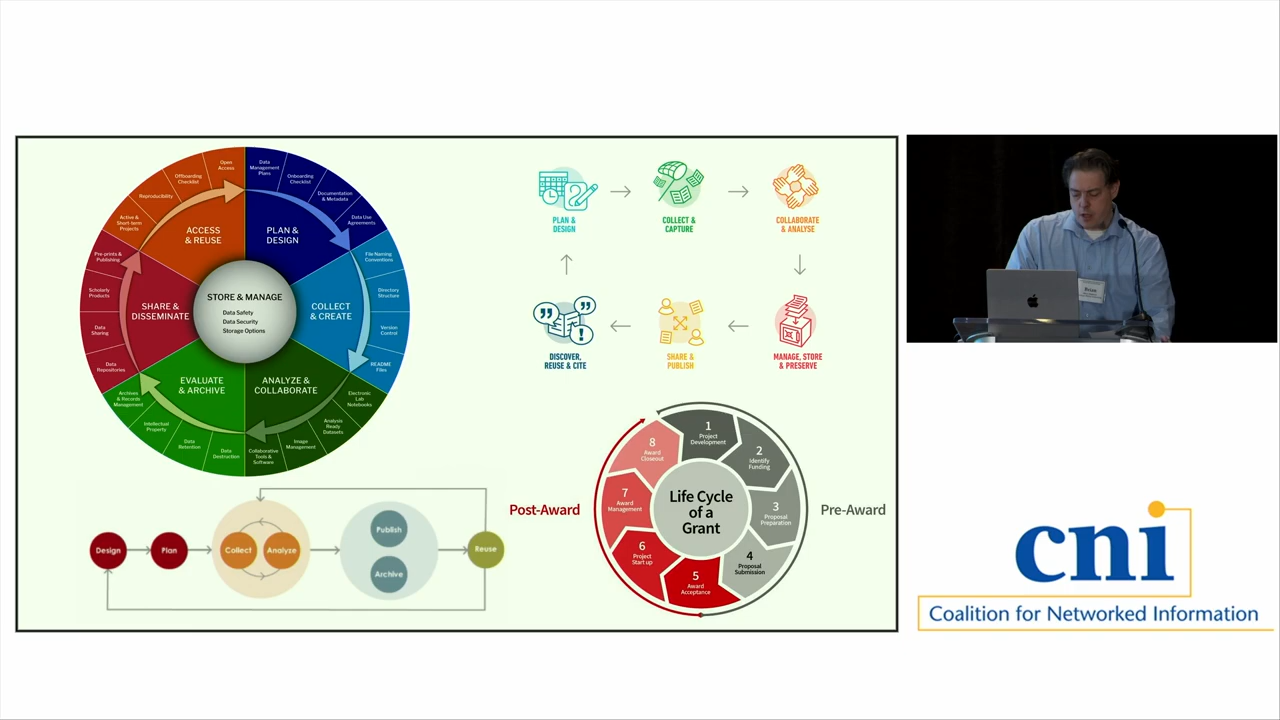 Open
Access
Offboarding
Checklist
Reproducibility
Active &
Short-term
Projects
ACCESS
& REUSE
Data
Management
Plans
Onboarding
Checklist
Documentation
& Metadata
Data Use
Agreements
PLAN &
DESIGN
File Naming
Conventions
Directory
Structure
Version
Control
README
Files
COLLECT
& CREATE
STORE & MANAGE
Data Safety
Data Security
Storage Options
Pre-prints &
Publishing
Scholarly
Products
Data
Sharing
Data
Repositories
SHARE &
DISSEMINATE
EVALUATE
& ARCHIVE
Archives
& Records
Management
Intellectual
Property
Data
Retention
Data
Destruction
ANALYZE &
COLLABORATE
Electronic
Lab
Notebooks
Analysis
Ready
Datasets
Image
Management
Collaborative
Tools &
Software
PLAN &
DESIGN
COLLECT &
CAPTURE
COLLABORATE
& ANALYSE
DISCOVER,
REUSE & CITE
SHARE &
PUBLISH
MANAGE, STORE
& PRESERVE
Design
Plan
Collect
Analyze
Publish
Archive
Reuse
Post-Award
Life Cycle
of a
Grant
Pre-Award
1
Project
Development
2
Identify
Funding
3
Proposal
Preparation
4
Proposal
Submission
5
Award
Acceptance
6
Project
Start up
7
Award
Management
8
Award
Closeout
Brian
cni
Coalition for Networked Information